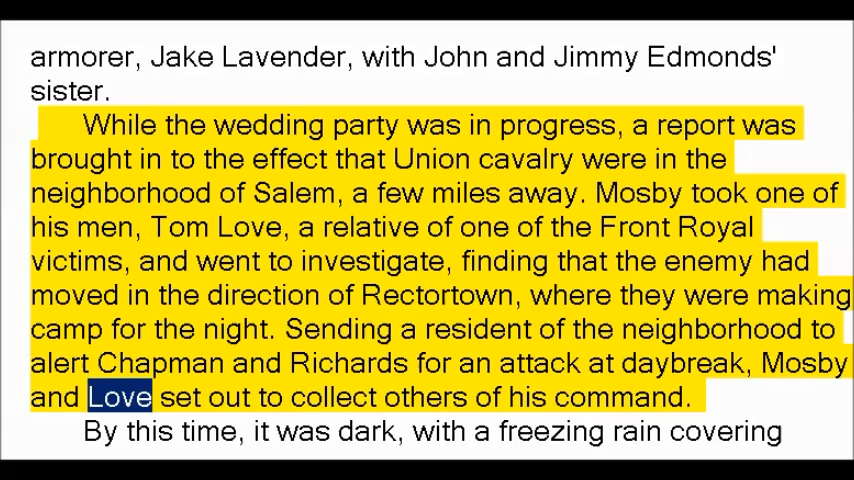 armorer, Jake Lavender, with John and Jimmy Edmonds'
sister.
While the wedding party was in progress, a report was
brought in to the effect that Union cavalry were in the
neighborhood of Salem, a few miles away. Mosby took one of
his men, Tom Love, a relative of one of the Front Royal
victims, and went to investigate, finding that the enemy had
moved in the direction of Rectortown, where they were making
camp for the night. Sending a resident of the neighborhood to
alert Chapman and Richards for an attack at daybreak, Mosby
and Love set out to collect others of his command.
By this time, it was dark, with a freezing rain covering